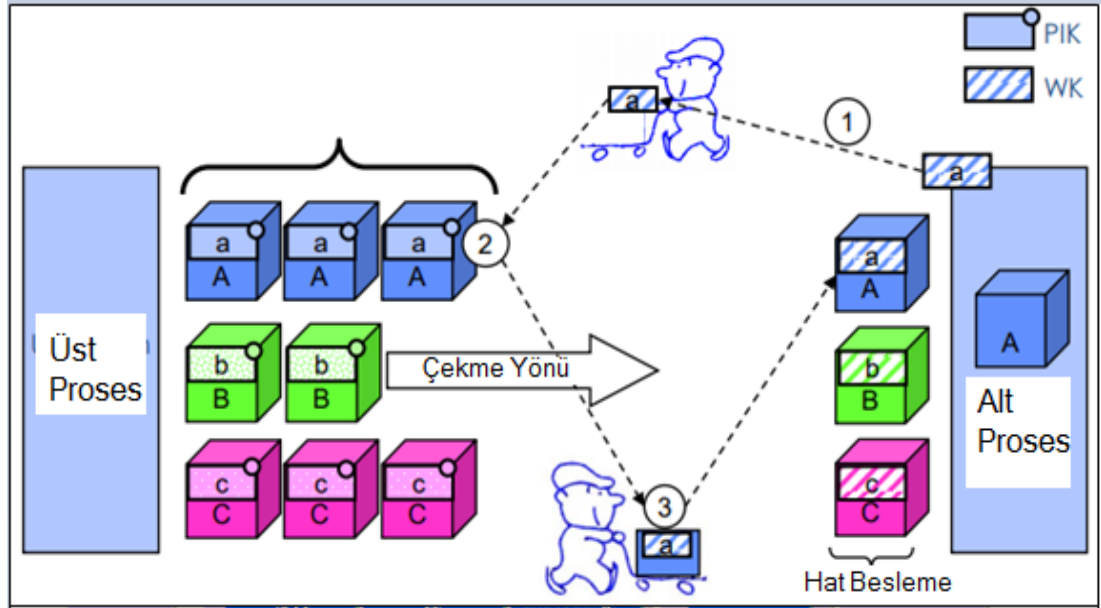 PIK
WK
a
1
a
a a a
2
A A A
a
A
Üst
Proses
b b
B B
Çekme Yönü
b
B
A
Alt
Proses
c c c
C C C
c
C
3
a
Hat Besleme